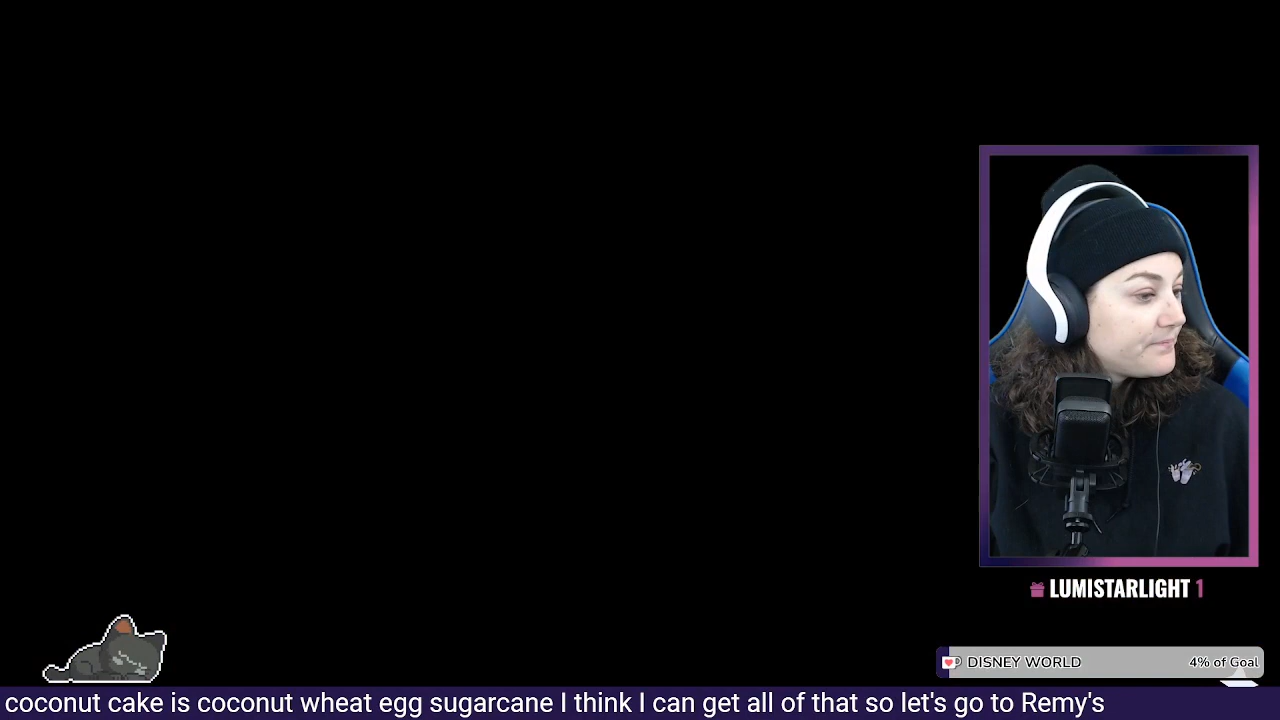 LUMISTARLIGHT 1
DISNEY WORLD 4% of Goal
coconut cake is coconut wheat egg sugarcane I think I can get all of that so let's go to Remy's